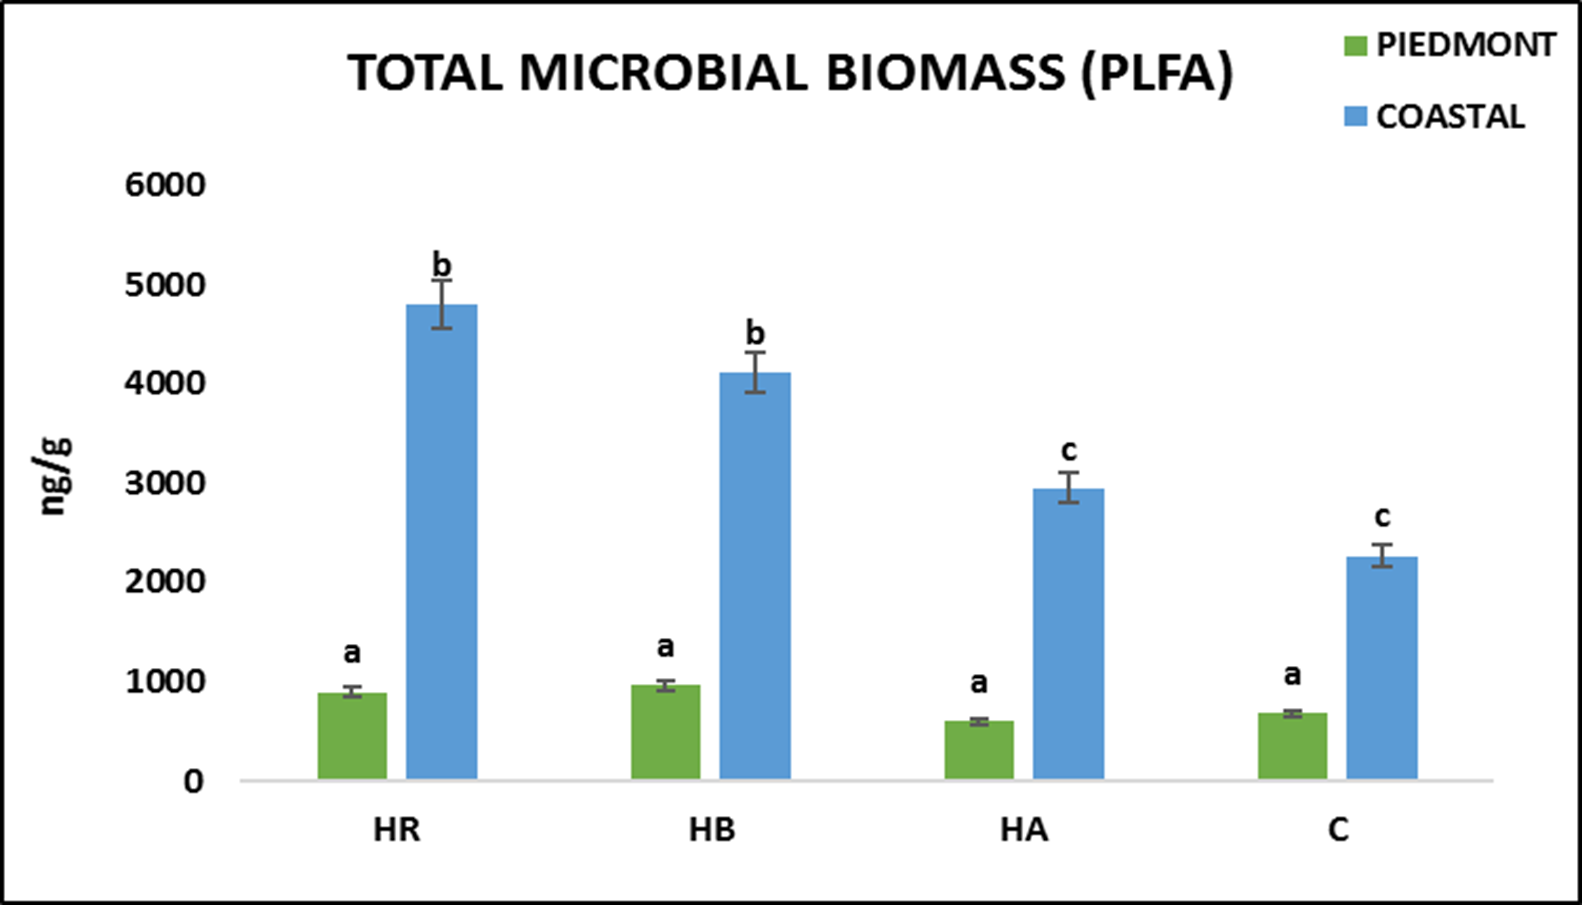 TOTAL MICROBIAL BIOMASS (PLFA)
PIEDMONT
COASTAL
6000
5000
4000
3000
2000
1000
0
ng/g
a
b
a
b
a
c
a
c
HR
HB
HA
C